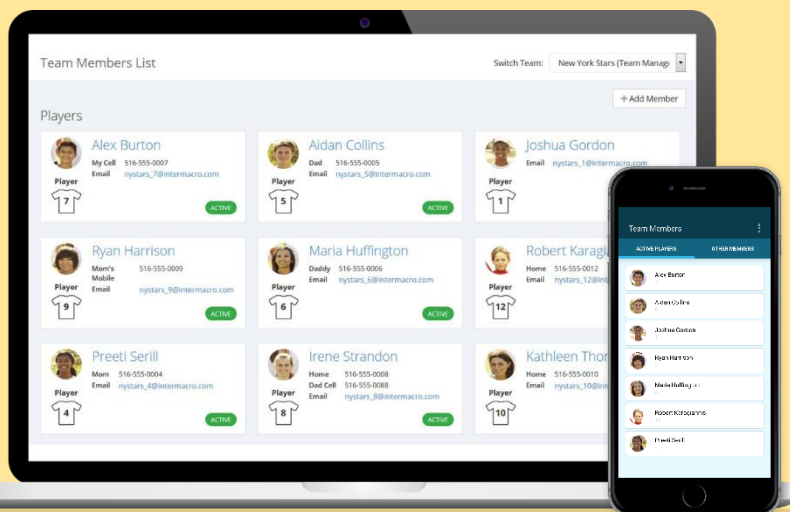 Team Members List
Switch Team: New York Stars (Team Manag
+ Add Member
Players
Alex Burton
My Cell 516-555-0007
Email nystars_7@intermacro.com
Player
7
ACTIVE
Aidan Collins
Dad 516-555-0005
Email nystars_5@intermacro.com
Player
5
ACTIVE
Joshua Gordon
Email nystars_1@intermacro.com
Player
1
Ryan Harrison
Mom's Mobile 516-555-0009
Email nystars_9@intermacro.com
Player
9
ACTIVE
Maria Huffington
Daddy 516-555-0006
Email nystars_6@intermacro.com
Player
6
ACTIVE
Robert Karagi
Home 516-555-0012
Email nystars_12@int
Player
12
Preeti Serill
Mom 516-555-0004
Email nystars_4@intermacro.com
Player
4
ACTIVE
Irene Strandon
Home 516-555-0008
Dad Cell 516-555-0088
Email nystars_8@intermacro.com
Player
8
ACTIVE
Kathleen Thor
Home 516-555-0010
Email nystars_10@int
Player
10
Team Members
ACTIVE PLAYERS OTHER MEMBERS
Alex Burton
Aidan Collins
Joshua Gordon
Ryan Harrison
Maria Huffington
Robert Karagiannis
Preeti Serill